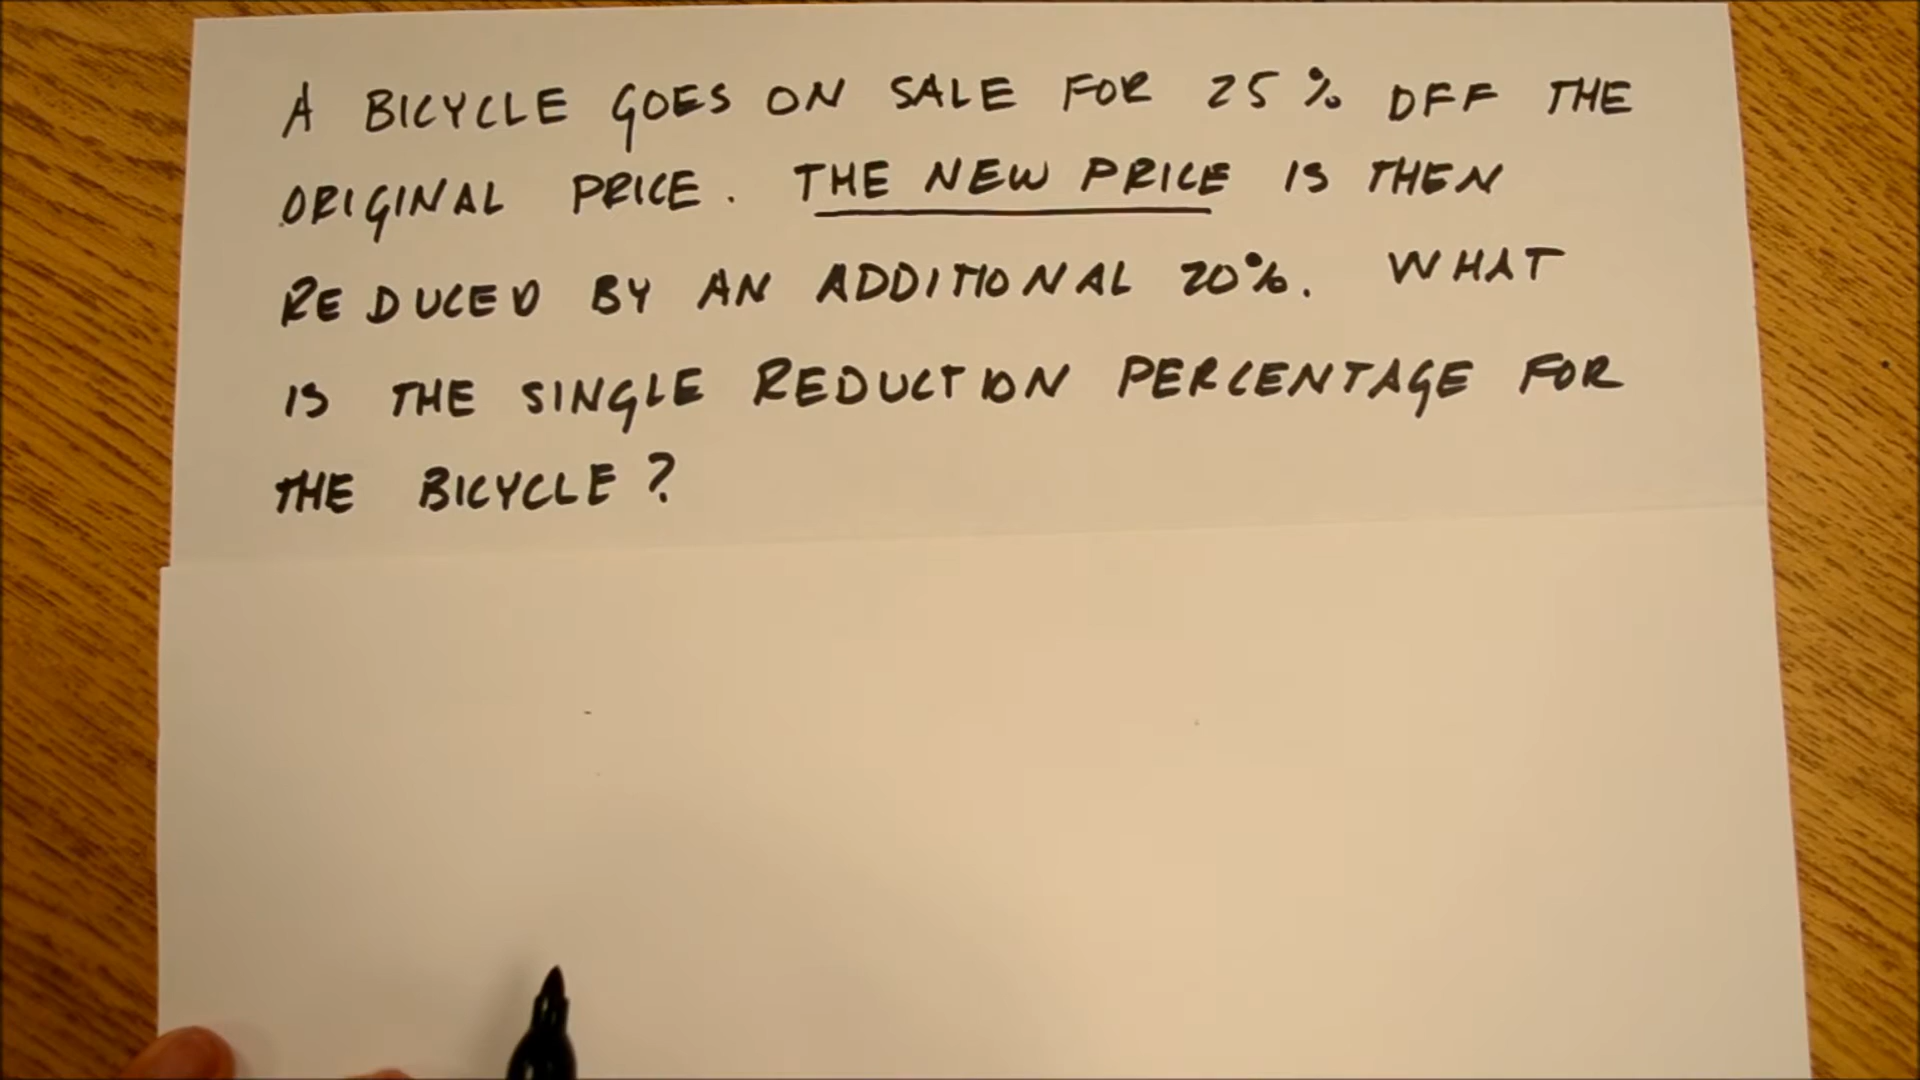 A BICYCLE GOES ON SALE FOR 25% OFF THE
ORIGINAL PRICE. THE NEW PRICE IS THEN
REDUCED BY AN ADDITIONAL 20%. WHAT
IS THE SINGLE REDUCTION PERCENTAGE FOR
THE BICYCLE?